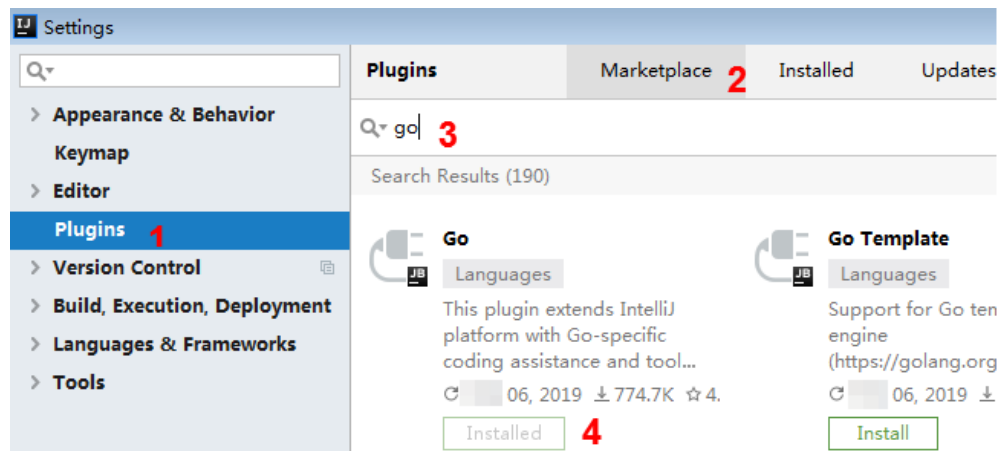 IJ Settings
Plugins Marketplace 2 Installed Updates
Appearance & Behavior
Keymap
Editor
Plugins 1
Version Control
Build, Execution, Deployment
Languages & Frameworks
Tools
go 3
Search Results (190)
Go
Languages
This plugin extends IntelliJ
platform with Go-specific
coding assistance and tool...
06, 2019 774.7K 4.
Installed 4
Go Template
JB
Languages
JB
Support for Go ten
engine
(https://golang.org
06, 2019
Install